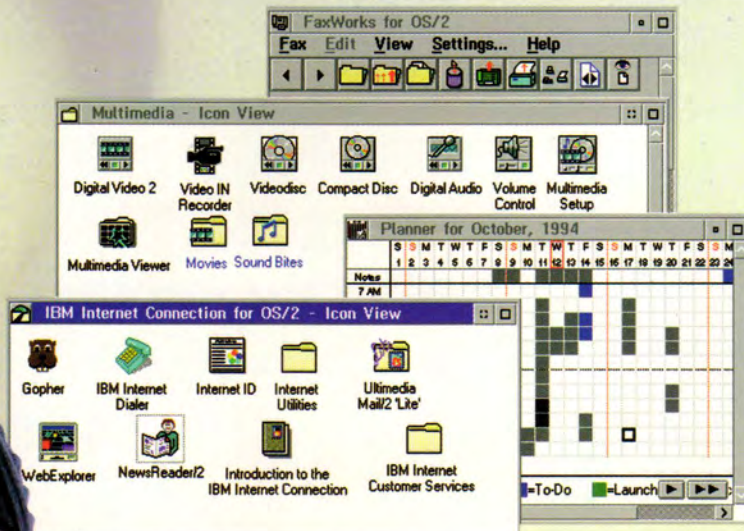 FaxWorks for OS/2
Fax Edit View Settings... Help
Multimedia - Icon View
Digital Video 2 Video IN Recorder Videodisc Compact Disc Digital Audio Volume Control Multimedia Setup
Multimedia Viewer Movies Sound Bites
Planner for October, 1994
S S M T W T F S S M T W T F S S M T W T F S S M
1 2 3 4 5 6 7 8 9 10 11 12 13 14 15 16 17 18 19 20 21 22 23 24
Notes
7 AM
=To-Do =Launch
IBM Internet Connection for OS/2 - Icon View
Gopher IBM Internet Dialer Internet ID Internet Utilities Ultimedia Mail/2 'Lite'
WebExplorer NewsReader/2 Introduction to the IBM Internet Connection IBM Internet Customer Services